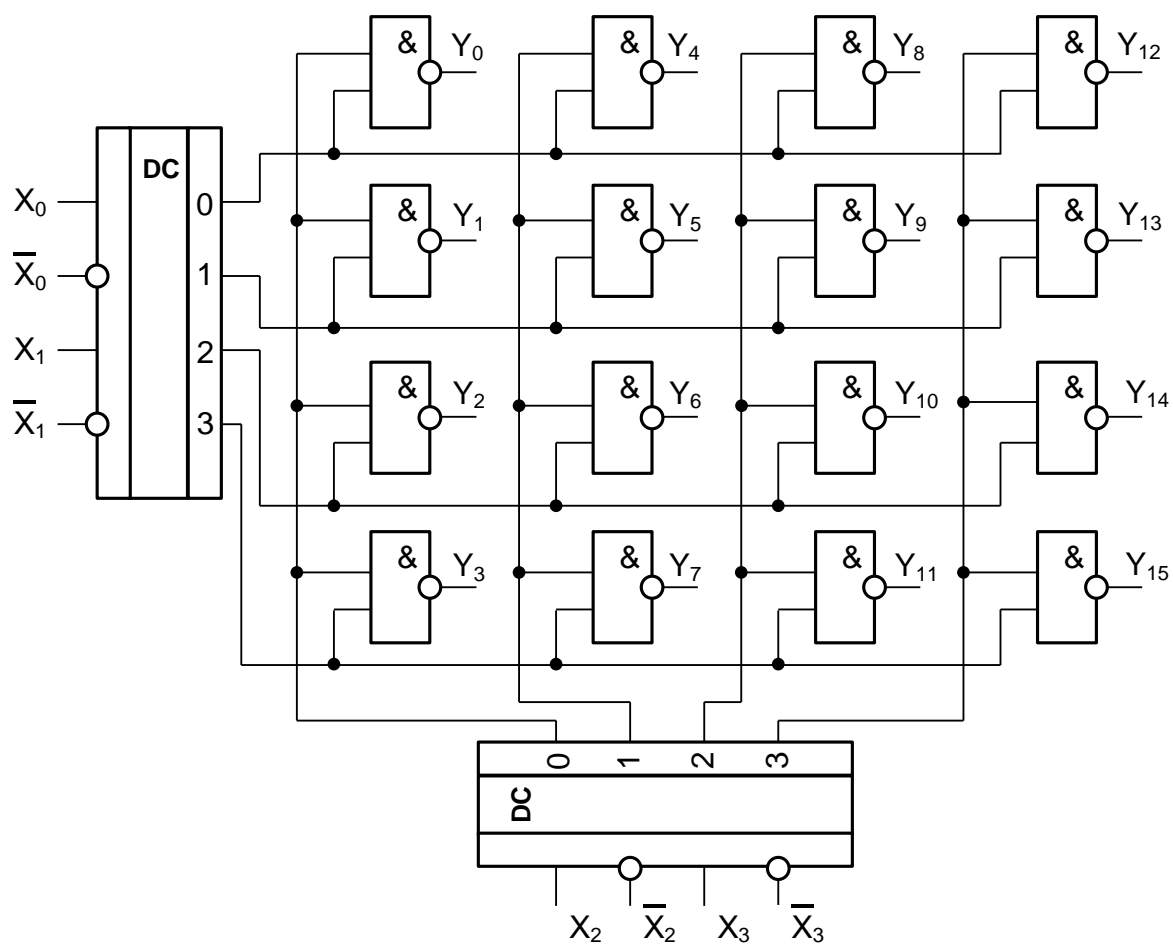 & Y₀ & Y₄ & Y₈ & Y₁₂
DC
X₀ 0 & Y₁ & Y₅ & Y₉ & Y₁₃
X̅₀ 1
X₁ 2 & Y₂ & Y₆ & Y₁₀ & Y₁₄
X̅₁ 3
& Y₃ & Y₇ & Y₁₁ & Y₁₅
0 1 2 3
DC
X₂ X̅₂ X₃ X̅₃